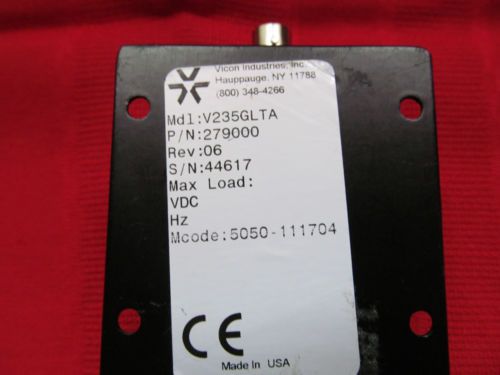 Vicon Industries, Inc.
Hauppauge, NY 11788
(800) 348-4266
Mdl:V235GLTA
P/N:279000
Rev:06
S/N:44617
Max Load:
VDC
Hz
Mcode:5050-111704
CE
Made In USA